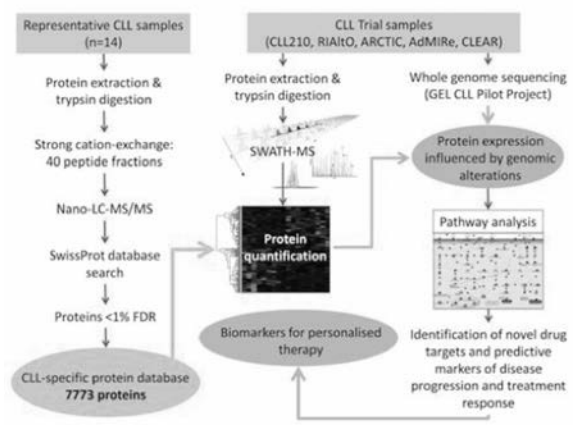 Representative CLL samples
(n=14)
Protein extraction &
trypsin digestion
Strong cation-exchange:
40 peptide fractions
Nano-LC-MS/MS
SwissProt database
search
Proteins <1% FDR
CLL-specific protein database
7773 proteins
CLL Trial samples
(CLL210, RIAltO, ARCTIC, AdMIRe, CLEAR)
Protein extraction &
trypsin digestion
SWATH-MS
Protein
quantification
Whole genome sequencing
(GEL CLL Pilot Project)
Protein expression
influenced by genomic
alterations
Pathway analysis
Identification of novel drug
targets and predictive
markers of disease
progression and treatment
response
Biomarkers for personalised
therapy